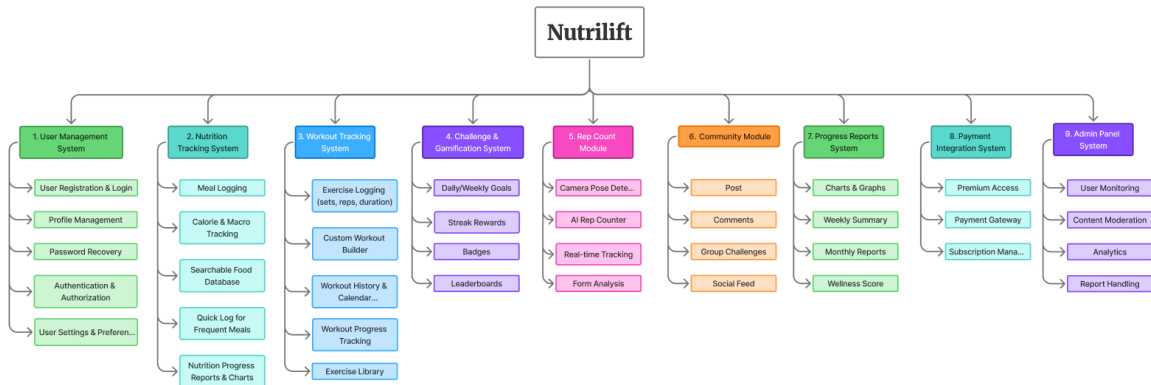 Nutrilift
1. User Management
System
User Registration & Login
Profile Management
Password Recovery
Authentication &
Authorization
User Settings & Preferen...
2. Nutrition
Tracking System
Meal Logging
Calorie & Macro
Tracking
Searchable Food
Database
Quick Log for
Frequent Meals
Nutrition Progress
Reports & Charts
3. Workout Tracking
System
Exercise Logging
(sets, reps, duration)
Custom Workout
Builder
Workout History &
Calendar...
Workout Progress
Tracking
Exercise Library
4. Challenge &
Gamification System
Daily/Weekly Goals
Streak Rewards
Badges
Leaderboards
5. Rep Count
Module
Camera Pose Dete...
AI Rep Counter
Real-time Tracking
Form Analysis
6. Community Module
Post
Comments
Group Challenges
Social Feed
7. Progress Reports
System
Charts & Graphs
Weekly Summary
Monthly Reports
Wellness Score
8. Payment
Integration System
Premium Access
Payment Gateway
Subscription Mana...
9. Admin Panel
System
User Monitoring
Content Moderation
Analytics
Report Handling